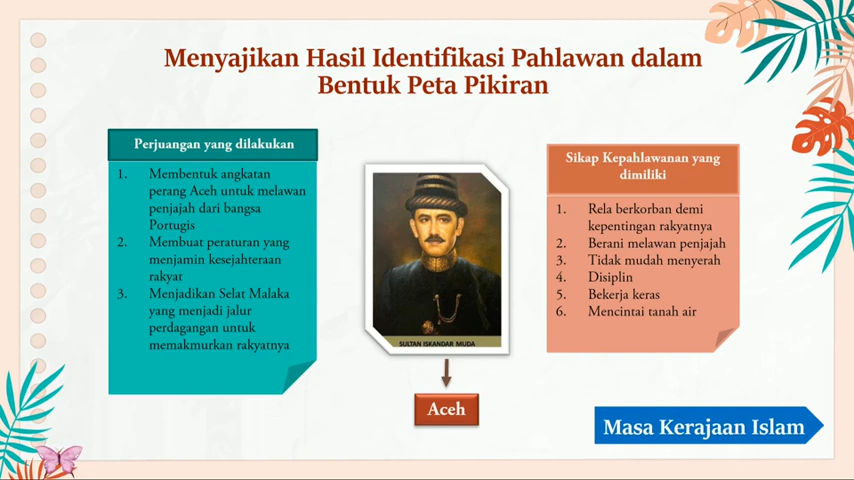 Menyajikan Hasil Identifikasi Pahlawan dalam
Bentuk Peta Pikiran
Perjuangan yang dilakukan
1. Membentuk angkatan
perang Aceh untuk melawan
penjajah dari bangsa
Portugis
2. Membuat peraturan yang
menjamin kesejahteraan
rakyat
3. Menjadikan Selat Malaka
yang menjadi jalur
perdagangan untuk
memakmurkan rakyatnya
SULTAN ISKANDAR MUDA
Aceh
Sikap Kepahlawanan yang
dimiliki
1. Rela berkorban demi
kepentingan rakyatnya
2. Berani melawan penjajah
3. Tidak mudah menyerah
4. Disiplin
5. Bekerja keras
6. Mencintai tanah air
Masa Kerajaan Islam